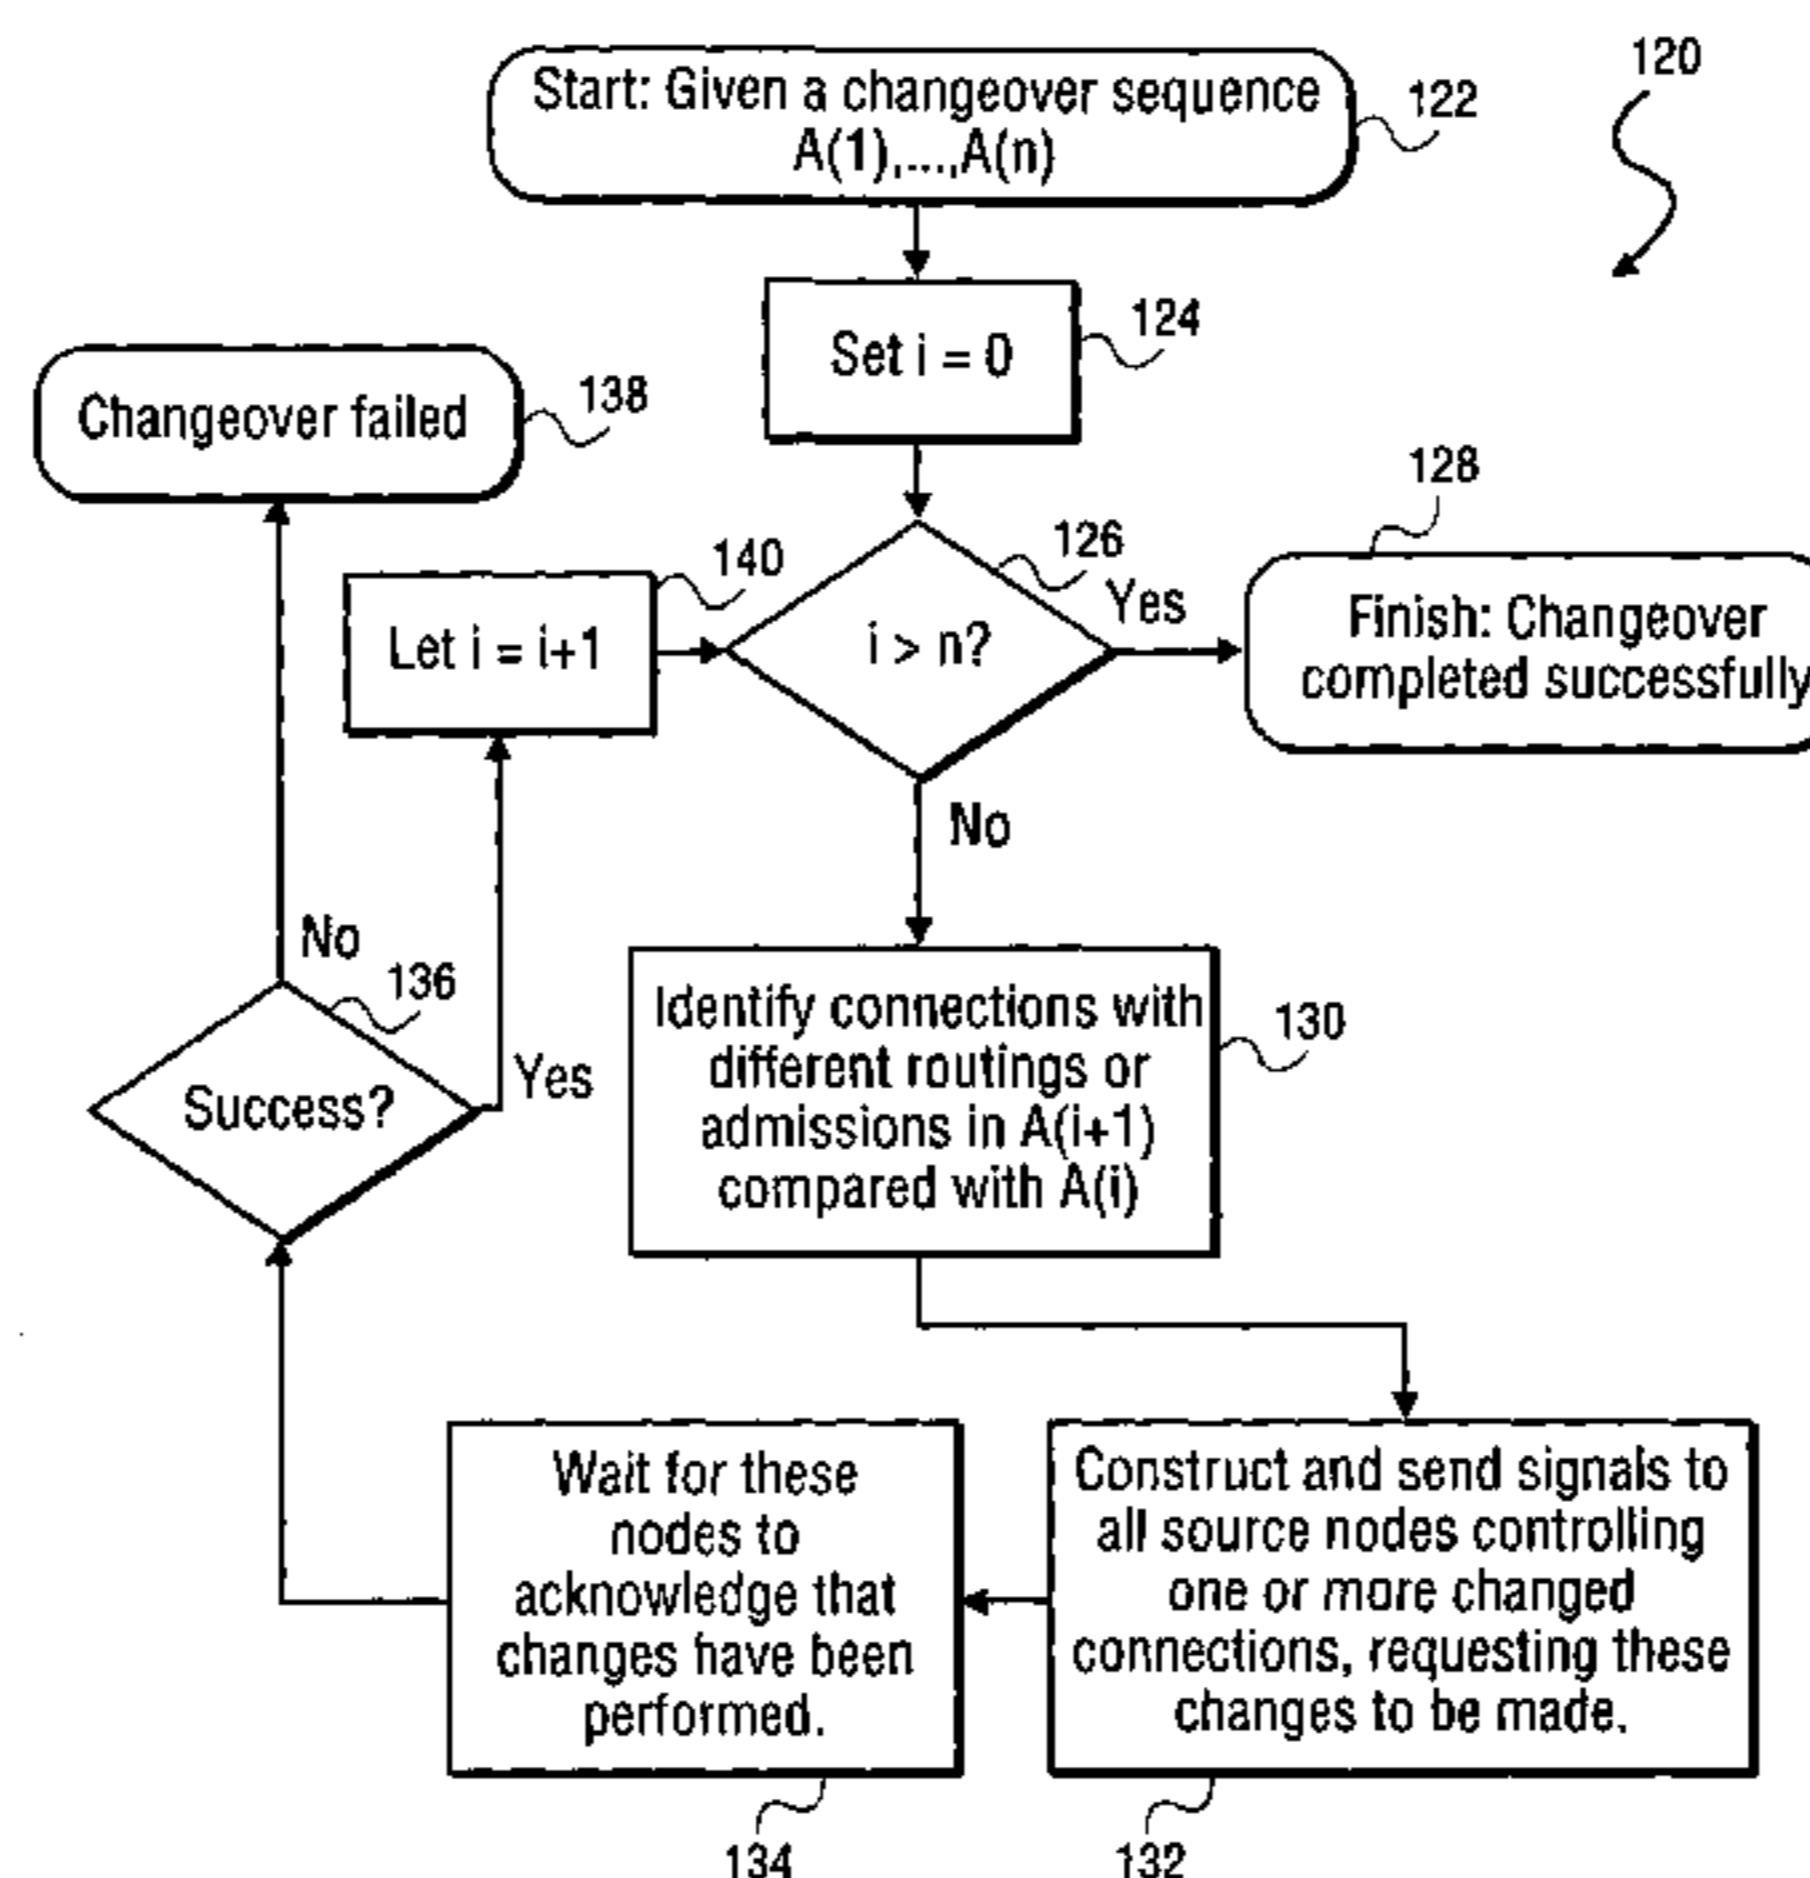 120
Start: Given a changeover sequence
A(1),...,A(n)
122
Set i = 0
124
Changeover failed
138
128
126
140
Let i = i+1
i > n?
Yes
Finish: Changeover
completed successfully
No
No
136
Success?
Yes
Identify connections with
different routings or
admissions in A(i+1)
compared with A(i)
130
Wait for these
nodes to
acknowledge that
changes have been
performed.
Construct and send signals to
all source nodes controlling
one or more changed
connections, requesting these
changes to be made.
134
132